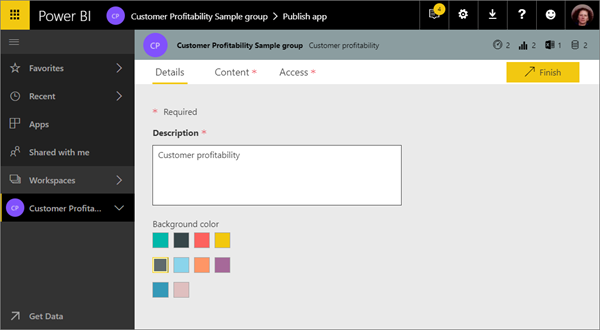 Power BI
CP
Customer Profitability Sample group > Publish app
4
?
Favorites
Recent
Apps
Shared with me
Workspaces
CP
Customer Profita...
Get Data
CP
Customer Profitability Sample group Customer profitability
2 2 1 2
Details Content * Access *
Finish
* Required
Description *
Customer profitability
Background color